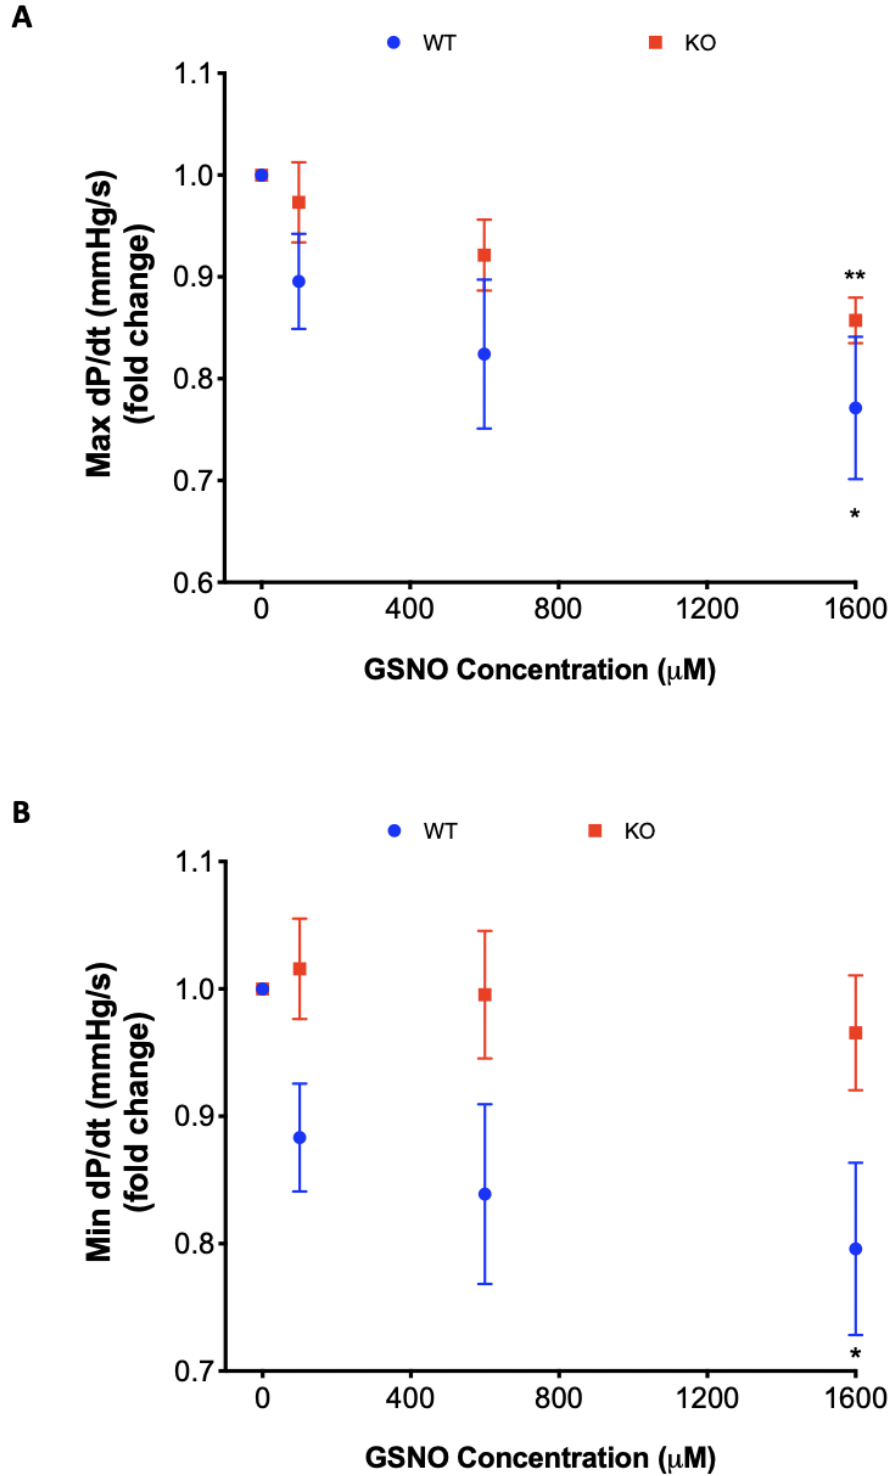 A
WT KO
1.1
1.0
0.9
0.8
0.7
0.6
Max dP/dt (mmHg/s)
(fold change)
**
*
0 400 800 1200 1600
GSNO Concentration (μM)
B
WT KO
1.1
1.0
0.9
0.8
0.7
Min dP/dt (mmHg/s)
(fold change)
*
0 400 800 1200 1600
GSNO Concentration (μM)